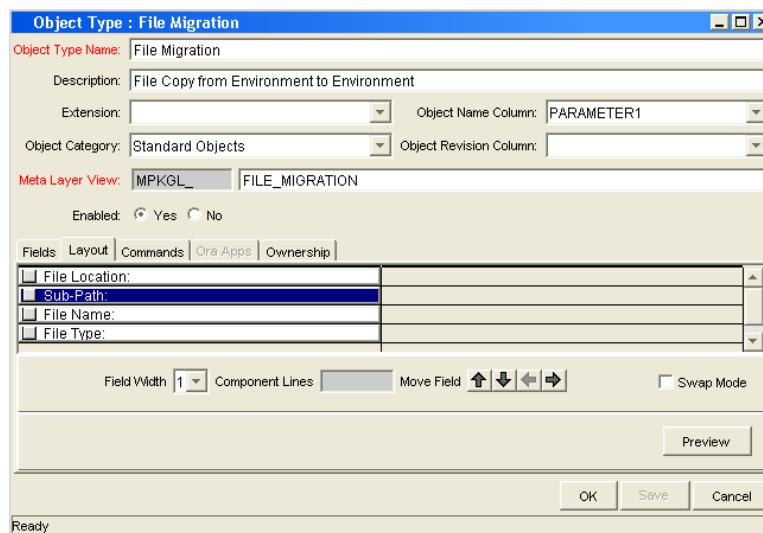 Object Type : File Migration
Object Type Name: File Migration
Description: File Copy from Environment to Environment
Extension: Object Name Column: PARAMETER1
Object Category: Standard Objects Object Revision Column:
Meta Layer View: MPKGL_ FILE_MIGRATION
Enabled: Yes No
Fields Layout Commands Ora Apps Ownership
File Location:
Sub-Path:
File Name:
File Type:
Field Width 1 Component Lines Move Field Swap Mode
Preview
OK Save Cancel
Ready